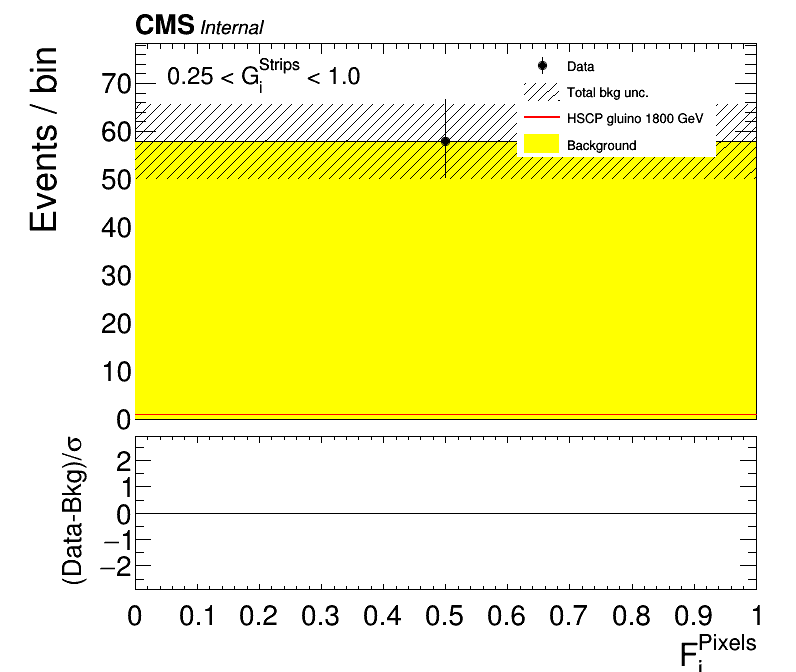 CMS Internal
Events / bin
70
60
50
40
30
20
10
0
0.25 < G_i^Strips < 1.0
Data
Total bkg unc.
HSCP gluino 1800 GeV
Background
(Data-Bkg)/σ
2
1
0
−1
−2
0 0.1 0.2 0.3 0.4 0.5 0.6 0.7 0.8 0.9 1
F_i^Pixels